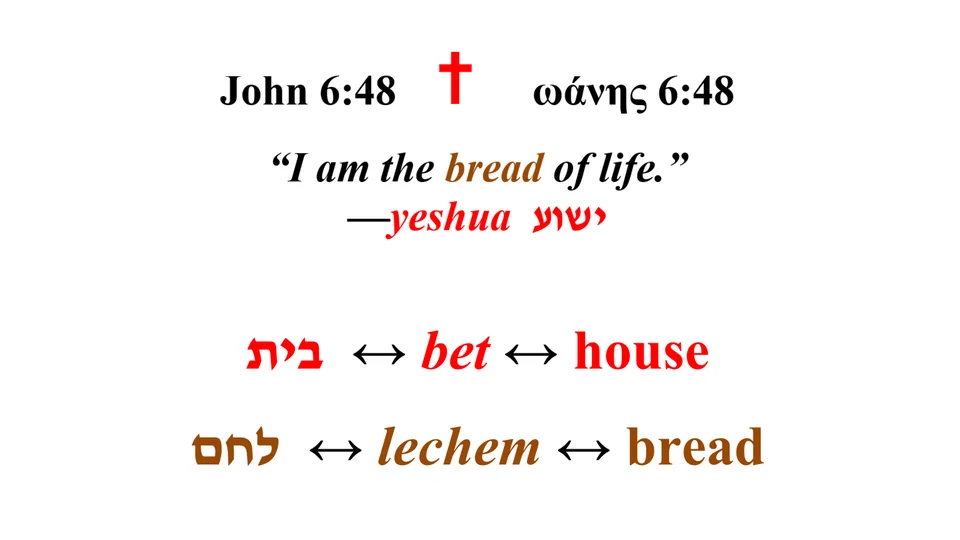 John 6:48 ✝ ωάνης 6:48
“I am the bread of life.”
—yeshua ישוע
בית ↔ bet ↔ house
לחם ↔ lechem ↔ bread